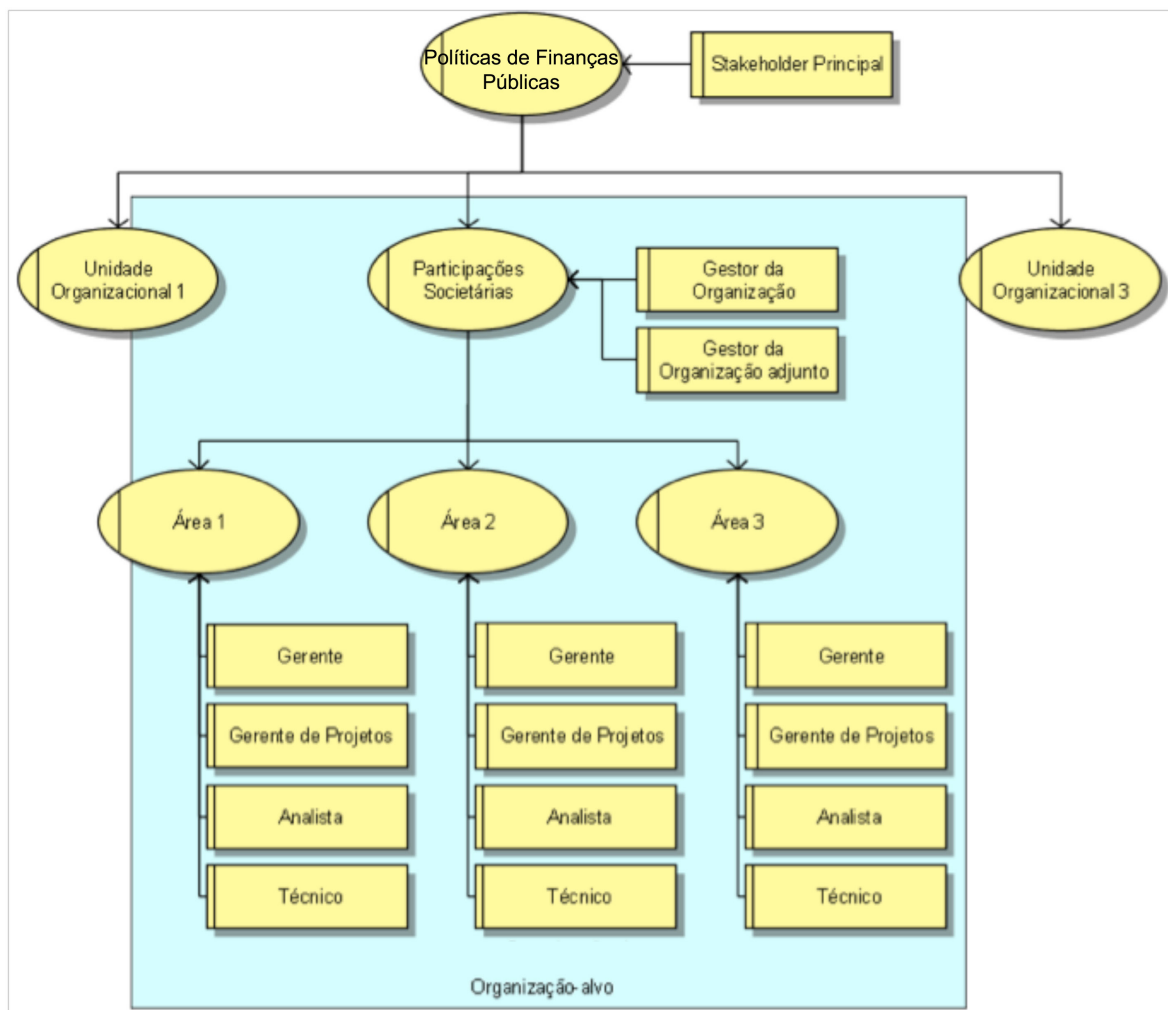 Políticas de Finanças
Públicas
Stakeholder Principal
Unidade
Organizacional 1
Participações
Societárias
Gestor da
Organização
Unidade
Organizacional 3
Gestor da
Organização adjunto
Área 1
Área 2
Área 3
Gerente
Gerente
Gerente
Gerente de Projetos
Gerente de Projetos
Gerente de Projetos
Analista
Analista
Analista
Técnico
Técnico
Técnico
Organização-alvo